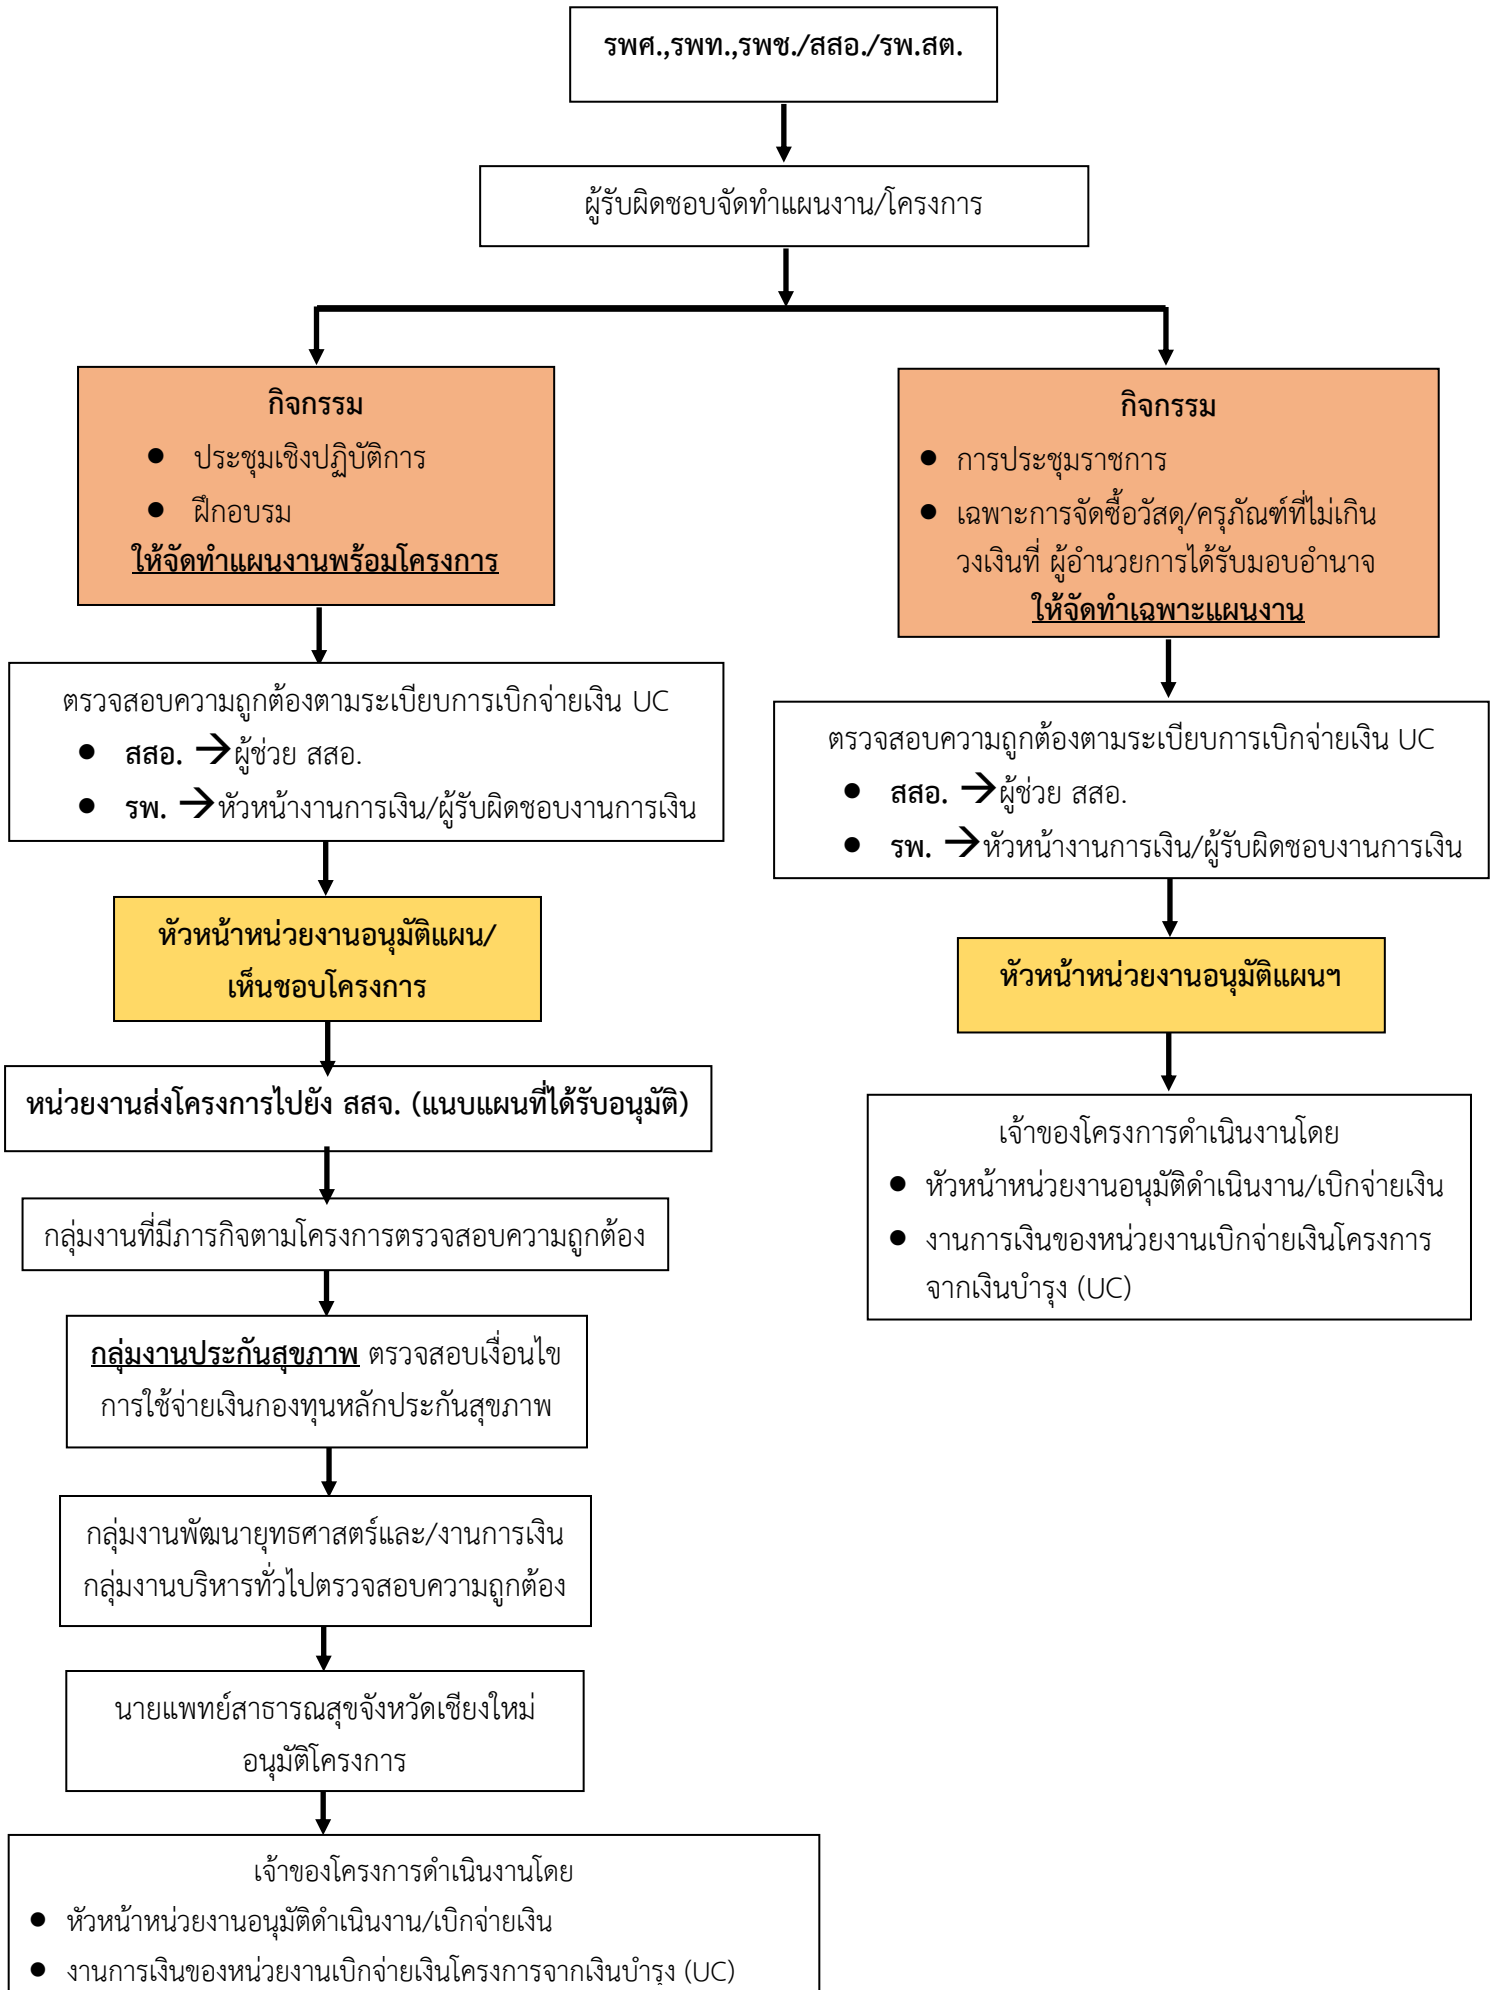 รพศ.,รพท.,รพช./สสอ./รพ.สต.
ผู้รับผิดชอบจัดทำแผนงาน/โครงการ
กิจกรรม
● ประชุมเชิงปฏิบัติการ
● ฝึกอบรม
ให้จัดทำแผนงานพร้อมโครงการ
กิจกรรม
● การประชุมราชการ
● เฉพาะการจัดซื้อวัสดุ/ครุภัณฑ์ที่ไม่เกิน
วงเงินที่ ผู้อำนวยการได้รับมอบอำนาจ
ให้จัดทำเฉพาะแผนงาน
ตรวจสอบความถูกต้องตามระเบียบการเบิกจ่ายเงิน UC
● สสอ. → ผู้ช่วย สสอ.
● รพ. → หัวหน้างานการเงิน/ผู้รับผิดชอบงานการเงิน
ตรวจสอบความถูกต้องตามระเบียบการเบิกจ่ายเงิน UC
● สสอ. → ผู้ช่วย สสอ.
● รพ. → หัวหน้างานการเงิน/ผู้รับผิดชอบงานการเงิน
หัวหน้าหน่วยงานอนุมัติแผน/
เห็นชอบโครงการ
หัวหน้าหน่วยงานอนุมัติแผนฯ
หน่วยงานส่งโครงการไปยัง สสจ. (แนบแผนที่ได้รับอนุมัติ)
เจ้าของโครงการดำเนินงานโดย
● หัวหน้าหน่วยงานอนุมัติดำเนินงาน/เบิกจ่ายเงิน
● งานการเงินของหน่วยงานเบิกจ่ายเงินโครงการ
จากเงินบำรุง (UC)
กลุ่มงานที่มีภารกิจตามโครงการตรวจสอบความถูกต้อง
กลุ่มงานประกันสุขภาพ ตรวจสอบเงื่อนไข
การใช้จ่ายเงินกองทุนหลักประกันสุขภาพ
กลุ่มงานพัฒนายุทธศาสตร์และ/งานการเงิน
กลุ่มงานบริหารทั่วไปตรวจสอบความถูกต้อง
นายแพทย์สาธารณสุขจังหวัดเชียงใหม่
อนุมัติโครงการ
เจ้าของโครงการดำเนินงานโดย
● หัวหน้าหน่วยงานอนุมัติดำเนินงาน/เบิกจ่ายเงิน
● งานการเงินของหน่วยงานเบิกจ่ายเงินโครงการจากเงินบำรุง (UC)